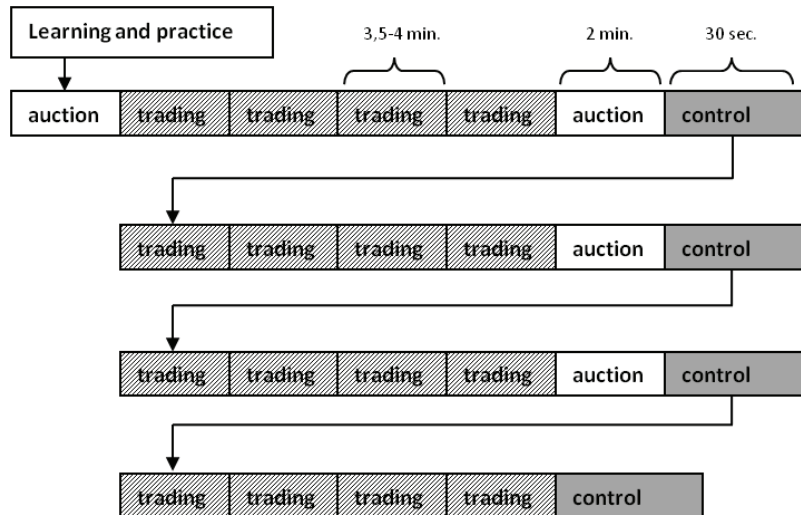 Learning and practice 3,5-4 min. 2 min. 30 sec.
auction trading trading trading trading auction control
trading trading trading trading auction control
trading trading trading trading auction control
trading trading trading trading control